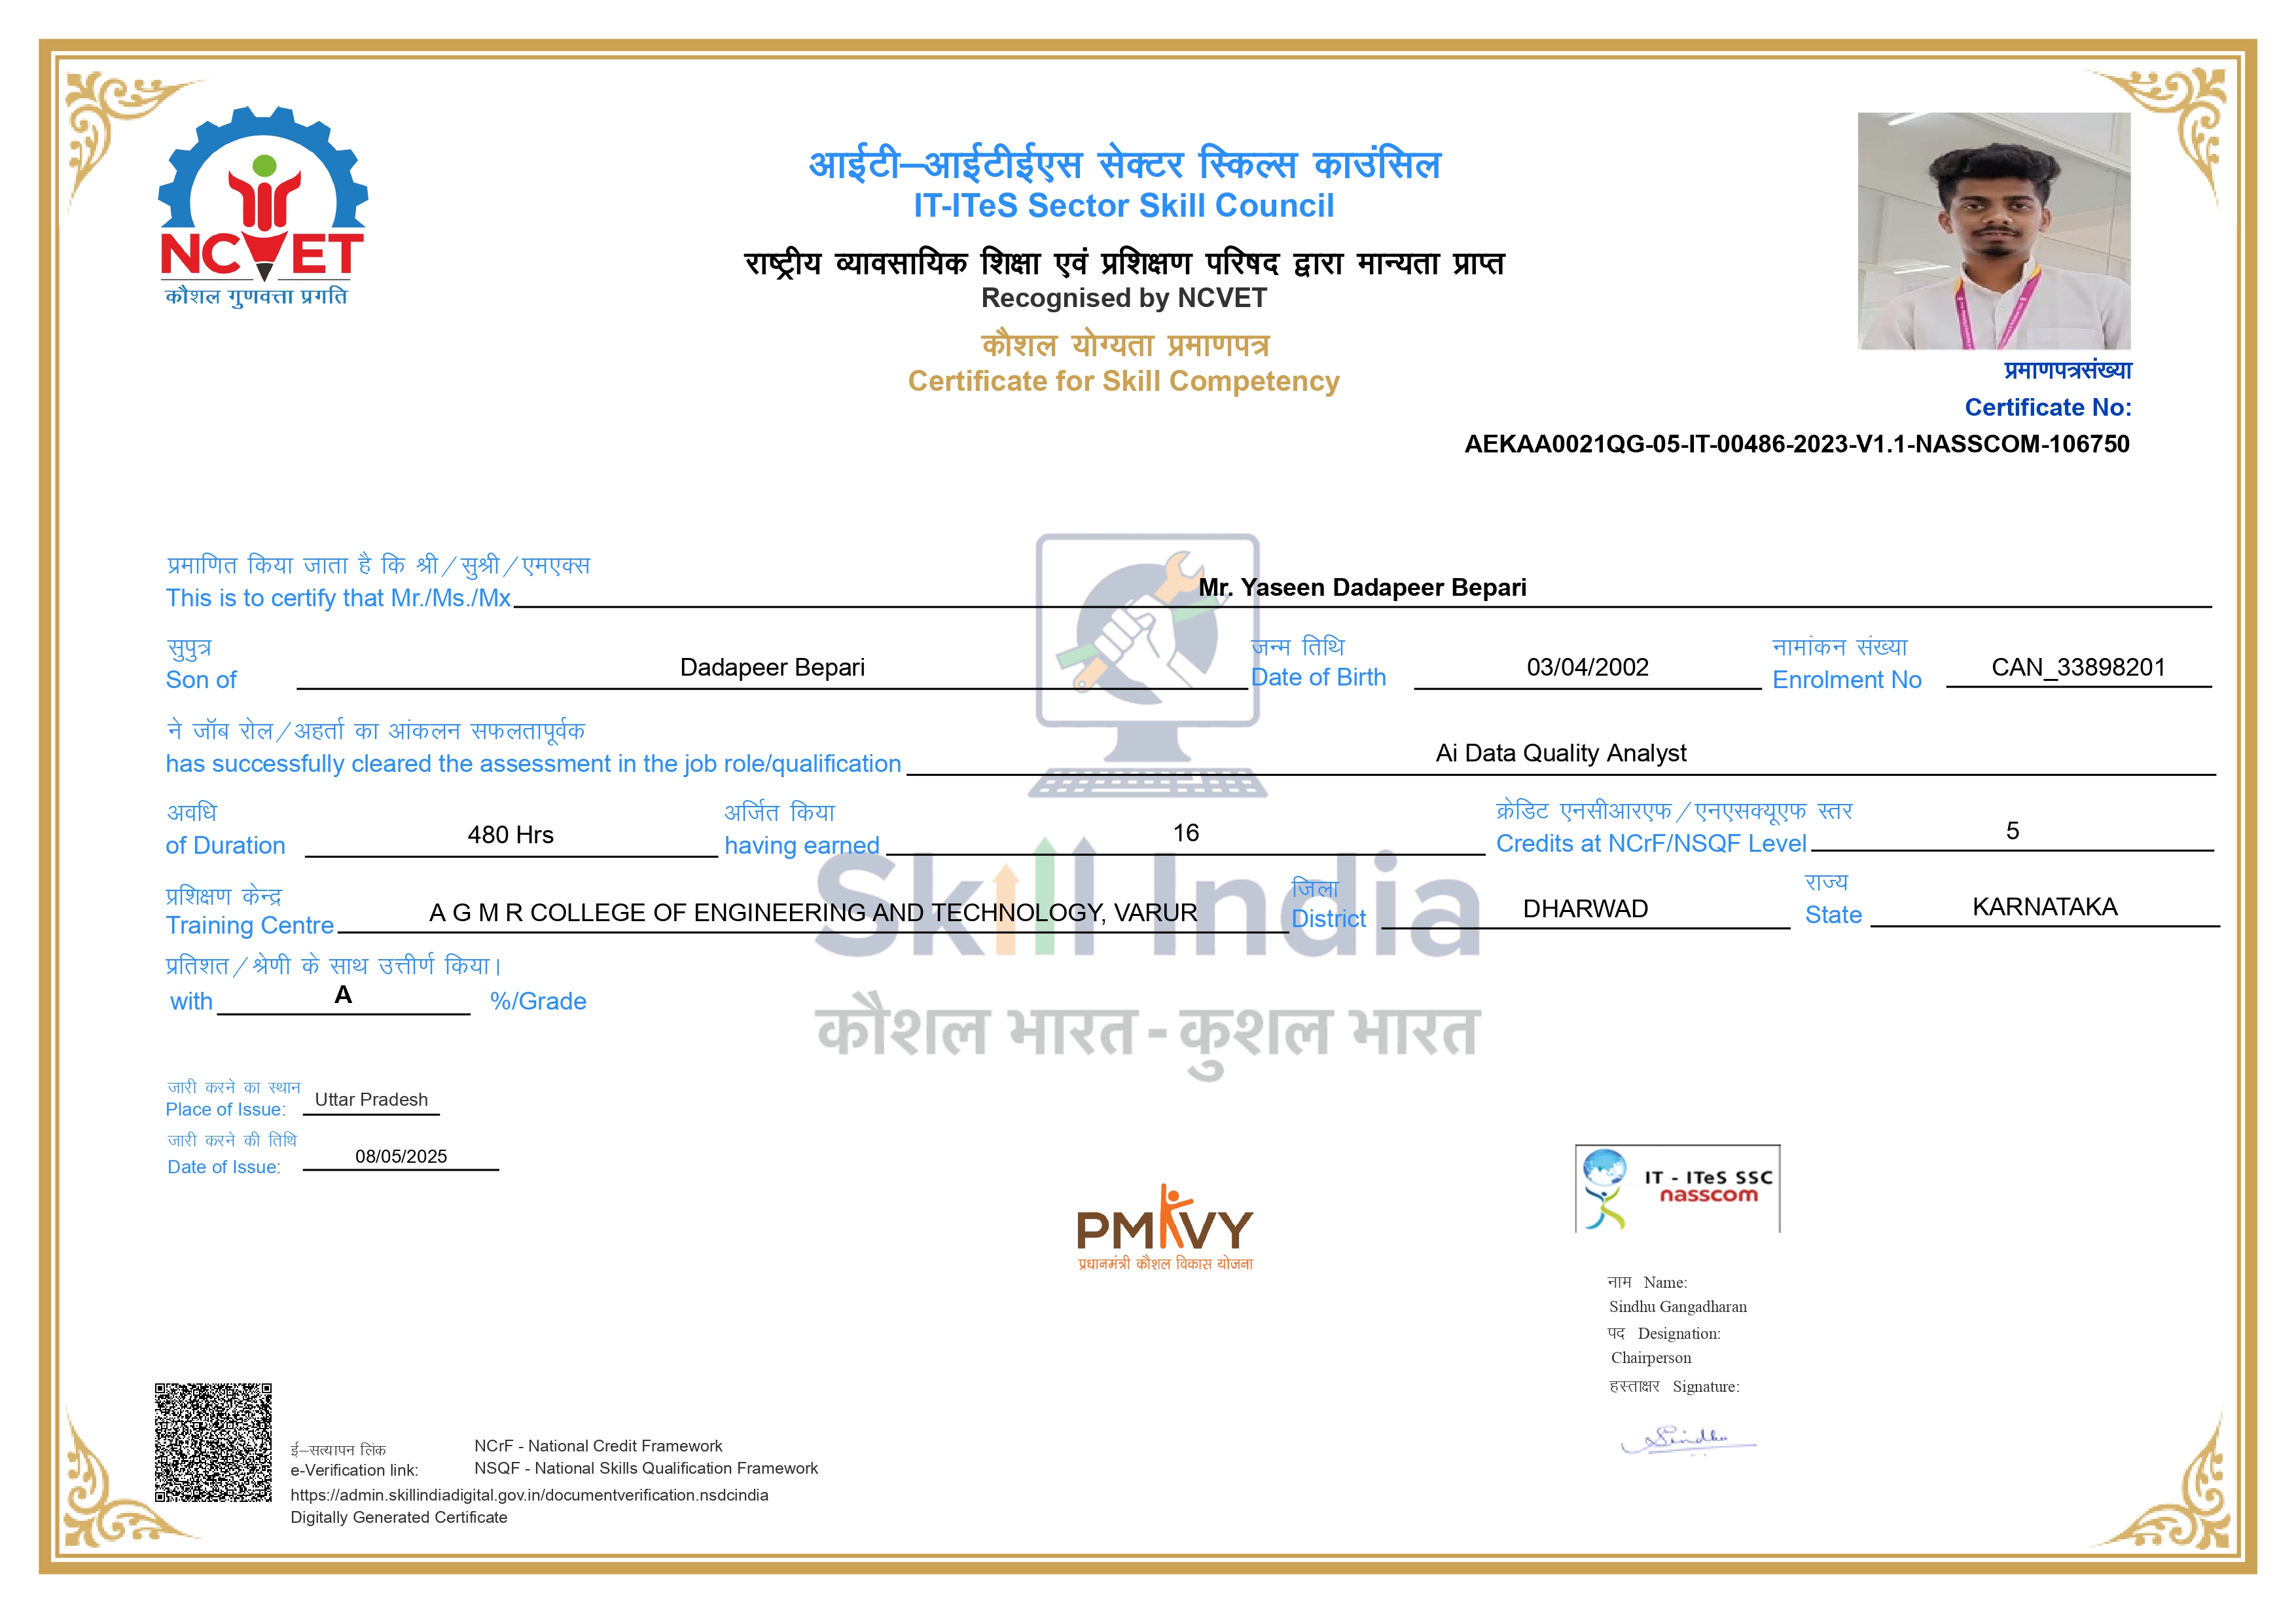 NCVET
कौशल गुणवत्ता प्रगति
आईटी–आईटीईएस सेक्टर स्किल्स काउंसिल
IT-ITeS Sector Skill Council
राष्ट्रीय व्यावसायिक शिक्षा एवं प्रशिक्षण परिषद द्वारा मान्यता प्राप्त
Recognised by NCVET
कौशल योग्यता प्रमाणपत्र
Certificate for Skill Competency
प्रमाणपत्रसंख्या
Certificate No:
AEKAA0021QG-05-IT-00486-2023-V1.1-NASSCOM-106750
प्रमाणित किया जाता है कि श्री/सुश्री/एमएक्स
This is to certify that Mr./Ms./Mx Mr. Yaseen Dadapeer Bepari
सुपुत्र जन्म तिथि नामांकन संख्या
Son of Dadapeer Bepari Date of Birth 03/04/2002 Enrolment No CAN_33898201
ने जॉब रोल/अहर्ता का आंकलन सफलतापूर्वक
has successfully cleared the assessment in the job role/qualification Ai Data Quality Analyst
अवधि अर्जित किया क्रेडिट एनसीआरएफ/एनएसक्यूएफ स्तर
of Duration 480 Hrs having earned 16 Credits at NCrF/NSQF Level 5
प्रशिक्षण केन्द्र जिला राज्य
Training Centre A G M R COLLEGE OF ENGINEERING AND TECHNOLOGY, VARUR District DHARWAD State KARNATAKA
प्रतिशत/श्रेणी के साथ उत्तीर्ण किया।
with A %/Grade
Skill India
कौशल भारत - कुशल भारत
जारी करने का स्थान
Place of Issue: Uttar Pradesh
जारी करने की तिथि
Date of Issue: 08/05/2025
PMKVY
प्रधानमंत्री कौशल विकास योजना
IT - ITeS SSC
nasscom
नाम Name:
Sindhu Gangadharan
पद Designation:
Chairperson
हस्ताक्षर Signature:
Sindhu
ई–सत्यापन लिंक
e-Verification link:
NCrF - National Credit Framework
NSQF - National Skills Qualification Framework
https://admin.skillindiadigital.gov.in/documentverification.nsdcindia
Digitally Generated Certificate